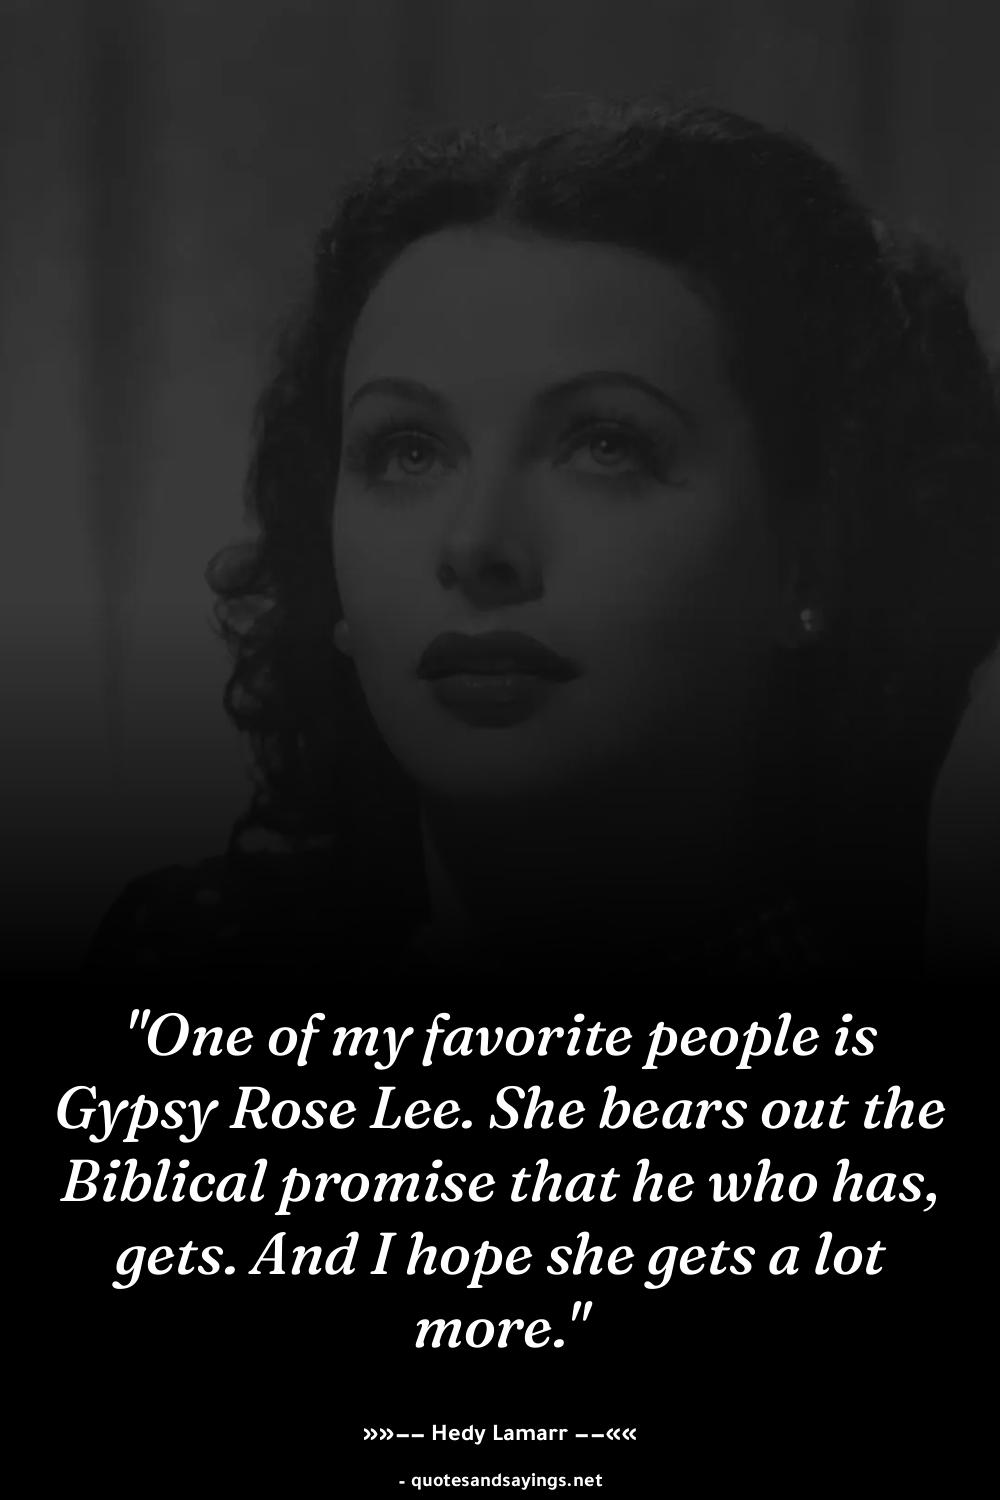 "One of my favorite people is
Gypsy Rose Lee. She bears out the
Biblical promise that he who has,
gets. And I hope she gets a lot
more."
»»−− Hedy Lamarr −−««
- quotesandsayings.net